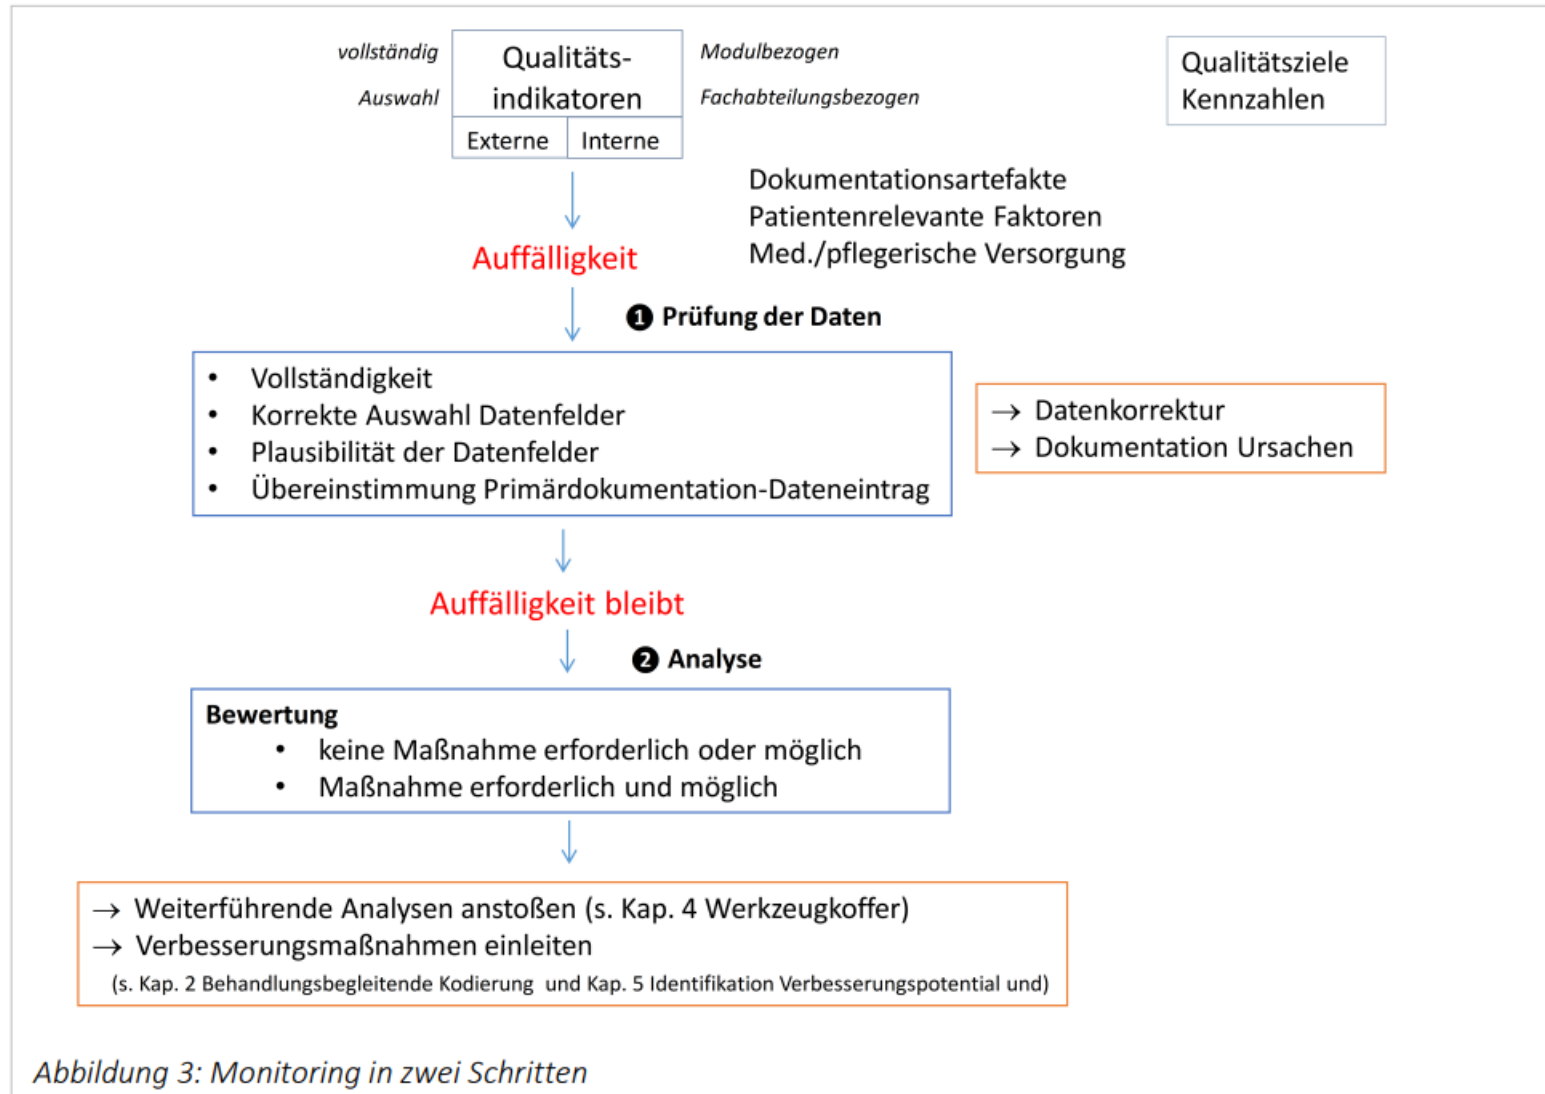 vollständig
Auswahl
Qualitäts-
indikatoren
Externe
Interne
Modulbezogen
Fachabteilungsbezogen
Qualitätsziele
Kennzahlen
Dokumentationsartefakte
Patientenrelevante Faktoren
Med./pflegerische Versorgung
Auffälligkeit
❶ Prüfung der Daten
• Vollständigkeit
• Korrekte Auswahl Datenfelder
• Plausibilität der Datenfelder
• Übereinstimmung Primärdokumentation-Dateneintrag
→ Datenkorrektur
→ Dokumentation Ursachen
Auffälligkeit bleibt
❷ Analyse
Bewertung
• keine Maßnahme erforderlich oder möglich
• Maßnahme erforderlich und möglich
→ Weiterführende Analysen anstoßen (s. Kap. 4 Werkzeugkoffer)
→ Verbesserungsmaßnahmen einleiten
(s. Kap. 2 Behandlungsbegleitende Kodierung und Kap. 5 Identifikation Verbesserungspotential und)
Abbildung 3: Monitoring in zwei Schritten